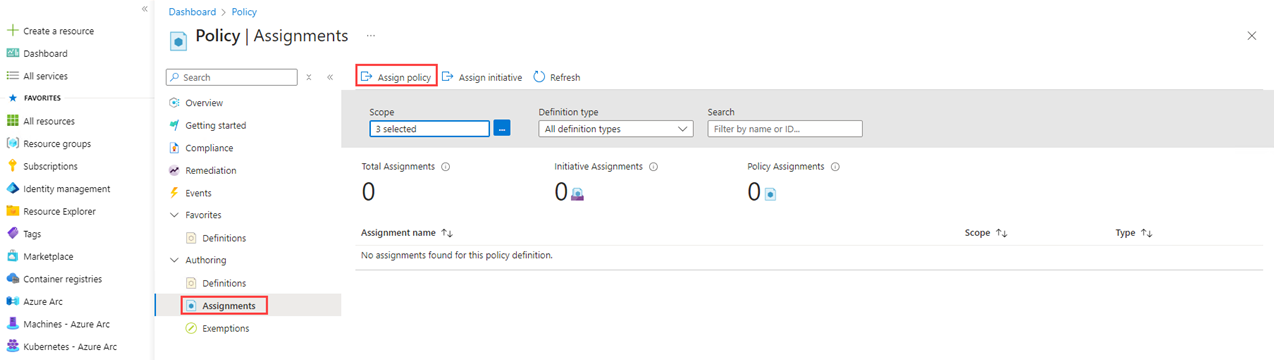 Create a resource
Dashboard
All services
FAVORITES
All resources
Resource groups
Subscriptions
Identity management
Resource Explorer
Tags
Marketplace
Container registries
Azure Arc
Machines - Azure Arc
Kubernetes - Azure Arc
Dashboard > Policy
Policy | Assignments ...
Search
Overview
Getting started
Compliance
Remediation
Events
Favorites
Definitions
Authoring
Definitions
Assignments
Exemptions
Assign policy Assign initiative Refresh
Scope Definition type Search
3 selected ... All definition types Filter by name or ID...
Total Assignments Initiative Assignments Policy Assignments
0 0 0
Assignment name Scope Type
No assignments found for this policy definition.